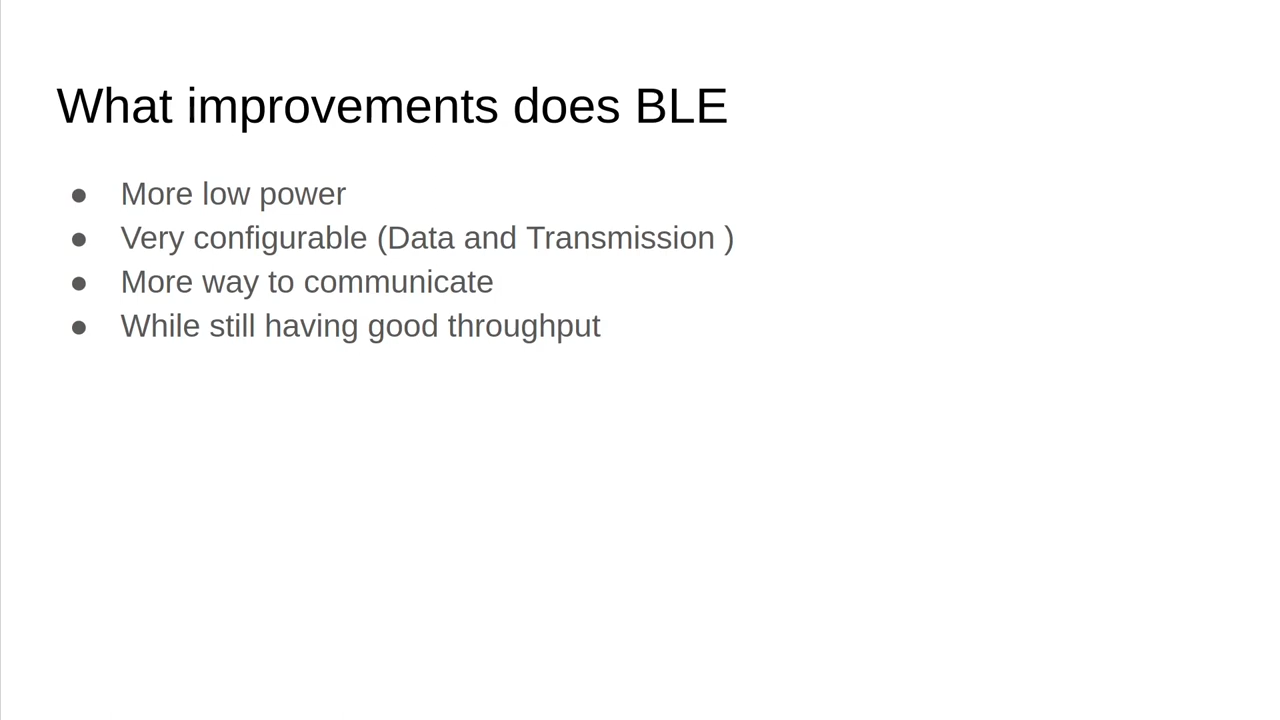 What improvements does BLE
● More low power
● Very configurable (Data and Transmission )
● More way to communicate
● While still having good throughput